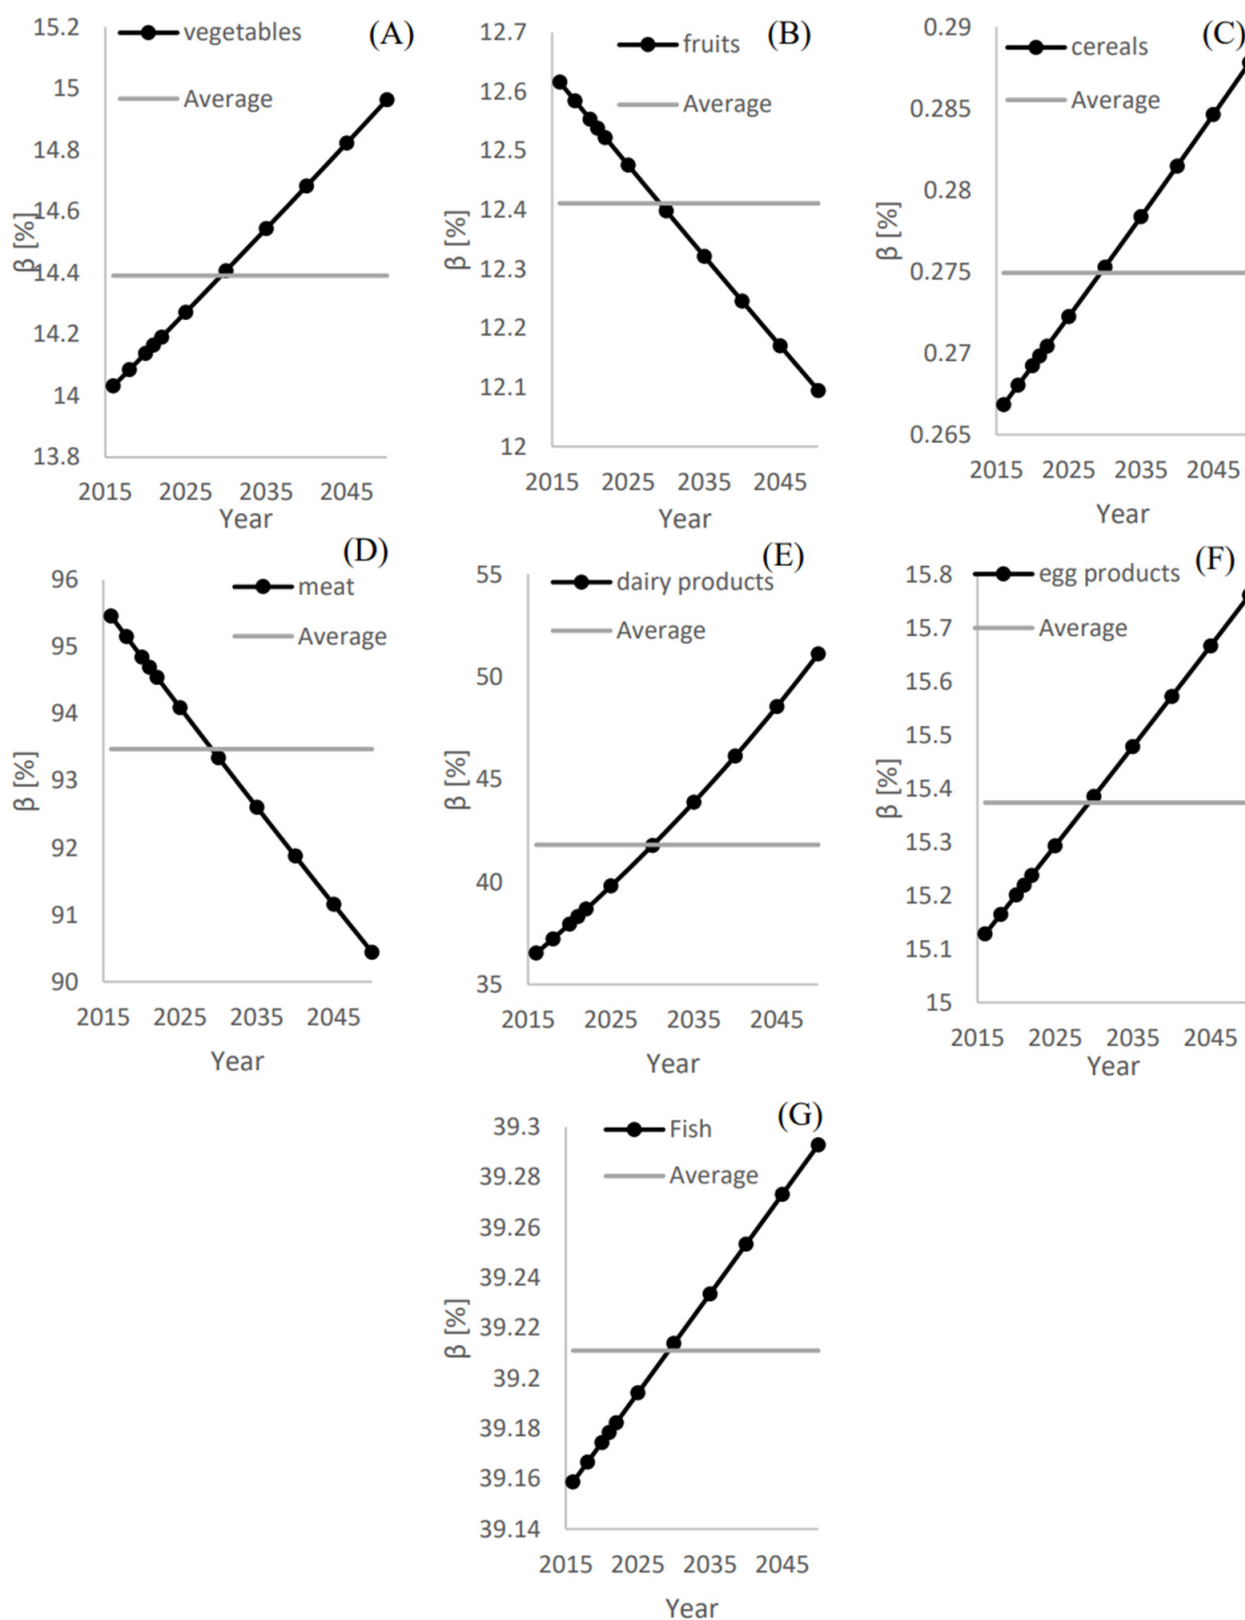 (A)
vegetables
Average
15.2
15
14.8
14.6
14.4
14.2
14
13.8
β [%]
2015 2025 2035 2045
Year
(B)
fruits
Average
12.7
12.6
12.5
12.4
12.3
12.2
12.1
12
β [%]
2015 2025 2035 2045
Year
(C)
cereals
Average
0.29
0.285
0.28
0.275
0.27
0.265
β [%]
2015 2025 2035 2045
Year
(D)
meat
Average
96
95
94
93
92
91
90
β [%]
2015 2025 2035 2045
Year
(E)
dairy products
Average
55
50
45
40
35
β [%]
2015 2025 2035 2045
Year
(F)
egg products
Average
15.8
15.7
15.6
15.5
15.4
15.3
15.2
15.1
15
β [%]
2015 2025 2035 2045
Year
(G)
Fish
Average
39.3
39.28
39.26
39.24
39.22
39.2
39.18
39.16
39.14
β [%]
2015 2025 2035 2045
Year